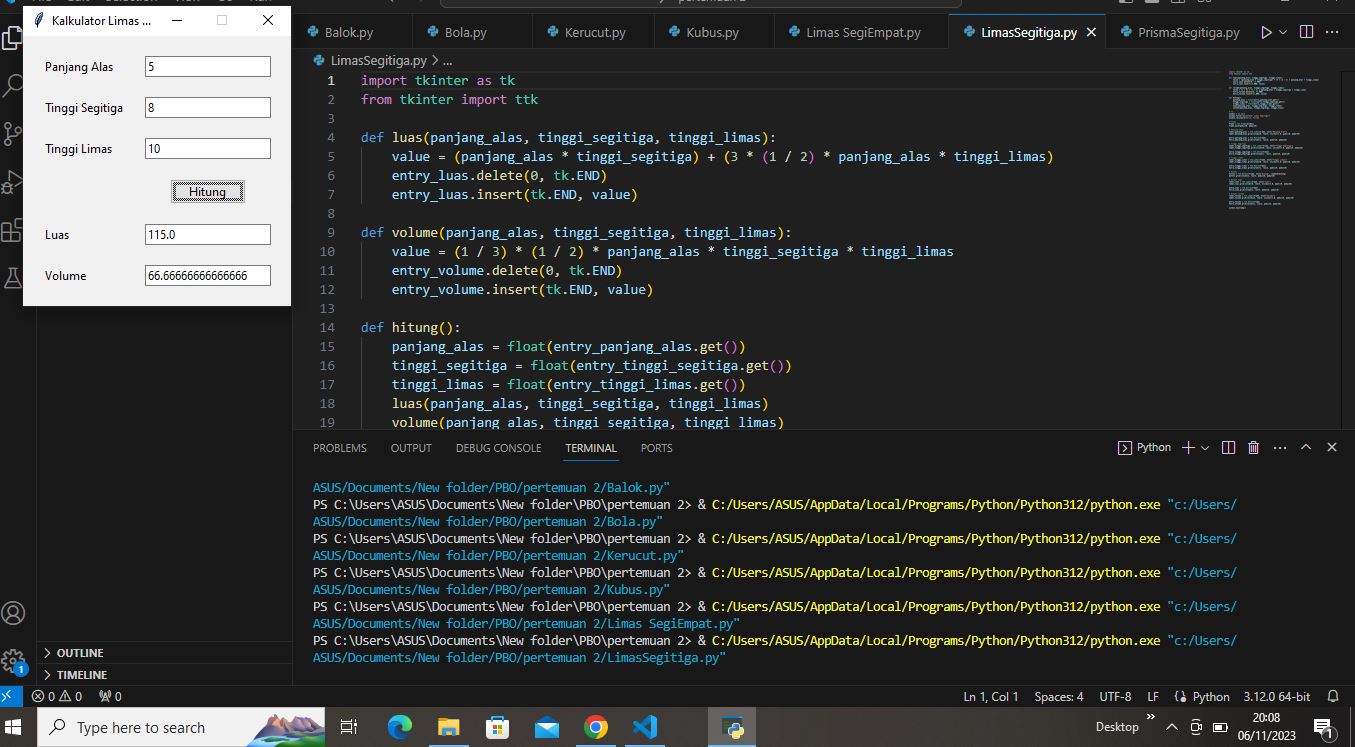 Kalkulator Limas ...
Panjang Alas 5
Tinggi Segitiga 8
Tinggi Limas 10
Hitung
Luas 115.0
Volume 66.66666666666666
Balok.py Bola.py Kerucut.py Kubus.py Limas SegiEmpat.py LimasSegitiga.py PrismaSegitiga.py
LimasSegitiga.py > ...
1 import tkinter as tk
2 from tkinter import ttk
3
4 def luas(panjang_alas, tinggi_segitiga, tinggi_limas):
5 value = (panjang_alas * tinggi_segitiga) + (3 * (1 / 2) * panjang_alas * tinggi_limas)
6 entry_luas.delete(0, tk.END)
7 entry_luas.insert(tk.END, value)
8
9 def volume(panjang_alas, tinggi_segitiga, tinggi_limas):
10 value = (1 / 3) * (1 / 2) * panjang_alas * tinggi_segitiga * tinggi_limas
11 entry_volume.delete(0, tk.END)
12 entry_volume.insert(tk.END, value)
13
14 def hitung():
15 panjang_alas = float(entry_panjang_alas.get())
16 tinggi_segitiga = float(entry_tinggi_segitiga.get())
17 tinggi_limas = float(entry_tinggi_limas.get())
18 luas(panjang_alas, tinggi_segitiga, tinggi_limas)
19 volume(panjang_alas, tinggi_segitiga, tinggi_limas)
PROBLEMS OUTPUT DEBUG CONSOLE TERMINAL PORTS Python
ASUS/Documents/New folder/PBO/pertemuan 2/Balok.py"
PS C:\Users\ASUS\Documents\New folder\PBO\pertemuan 2> & C:/Users/ASUS/AppData/Local/Programs/Python/Python312/python.exe "c:/Users/
ASUS/Documents/New folder/PBO/pertemuan 2/Bola.py"
PS C:\Users\ASUS\Documents\New folder\PBO\pertemuan 2> & C:/Users/ASUS/AppData/Local/Programs/Python/Python312/python.exe "c:/Users/
ASUS/Documents/New folder/PBO/pertemuan 2/Kerucut.py"
PS C:\Users\ASUS\Documents\New folder\PBO\pertemuan 2> & C:/Users/ASUS/AppData/Local/Programs/Python/Python312/python.exe "c:/Users/
ASUS/Documents/New folder/PBO/pertemuan 2/Kubus.py"
PS C:\Users\ASUS\Documents\New folder\PBO\pertemuan 2> & C:/Users/ASUS/AppData/Local/Programs/Python/Python312/python.exe "c:/Users/
ASUS/Documents/New folder/PBO/pertemuan 2/Limas SegiEmpat.py"
PS C:\Users\ASUS\Documents\New folder\PBO\pertemuan 2> & C:/Users/ASUS/AppData/Local/Programs/Python/Python312/python.exe "c:/Users/
ASUS/Documents/New folder/PBO/pertemuan 2/LimasSegitiga.py"
OUTLINE
TIMELINE
1
0 0 0 Ln 1, Col 1 Spaces: 4 UTF-8 LF Python 3.12.0 64-bit
Type here to search Desktop 20:08
06/11/2023 1